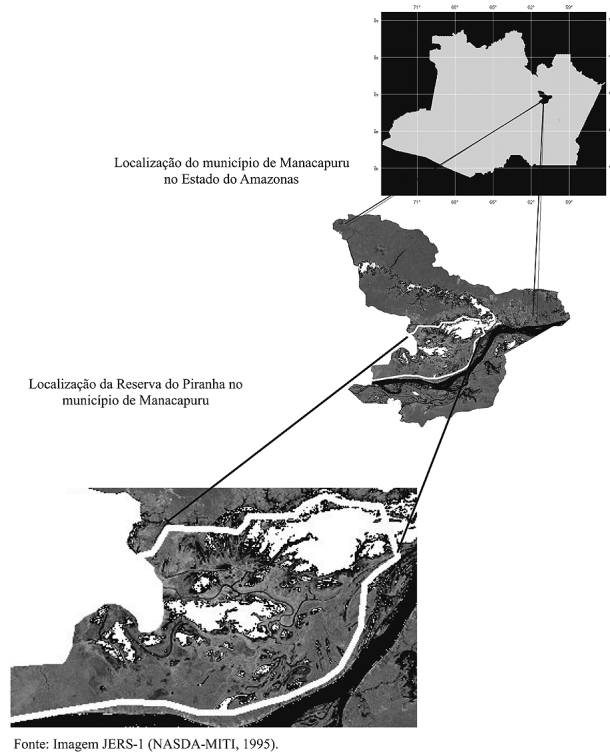 71° 68° 65° 62° 59°
Localização do município de Manacapuru
no Estado do Amazonas
71° 68° 65° 62° 59°
Localização da Reserva do Piranha no
município de Manacapuru
Fonte: Imagem JERS-1 (NASDA-MITI, 1995).